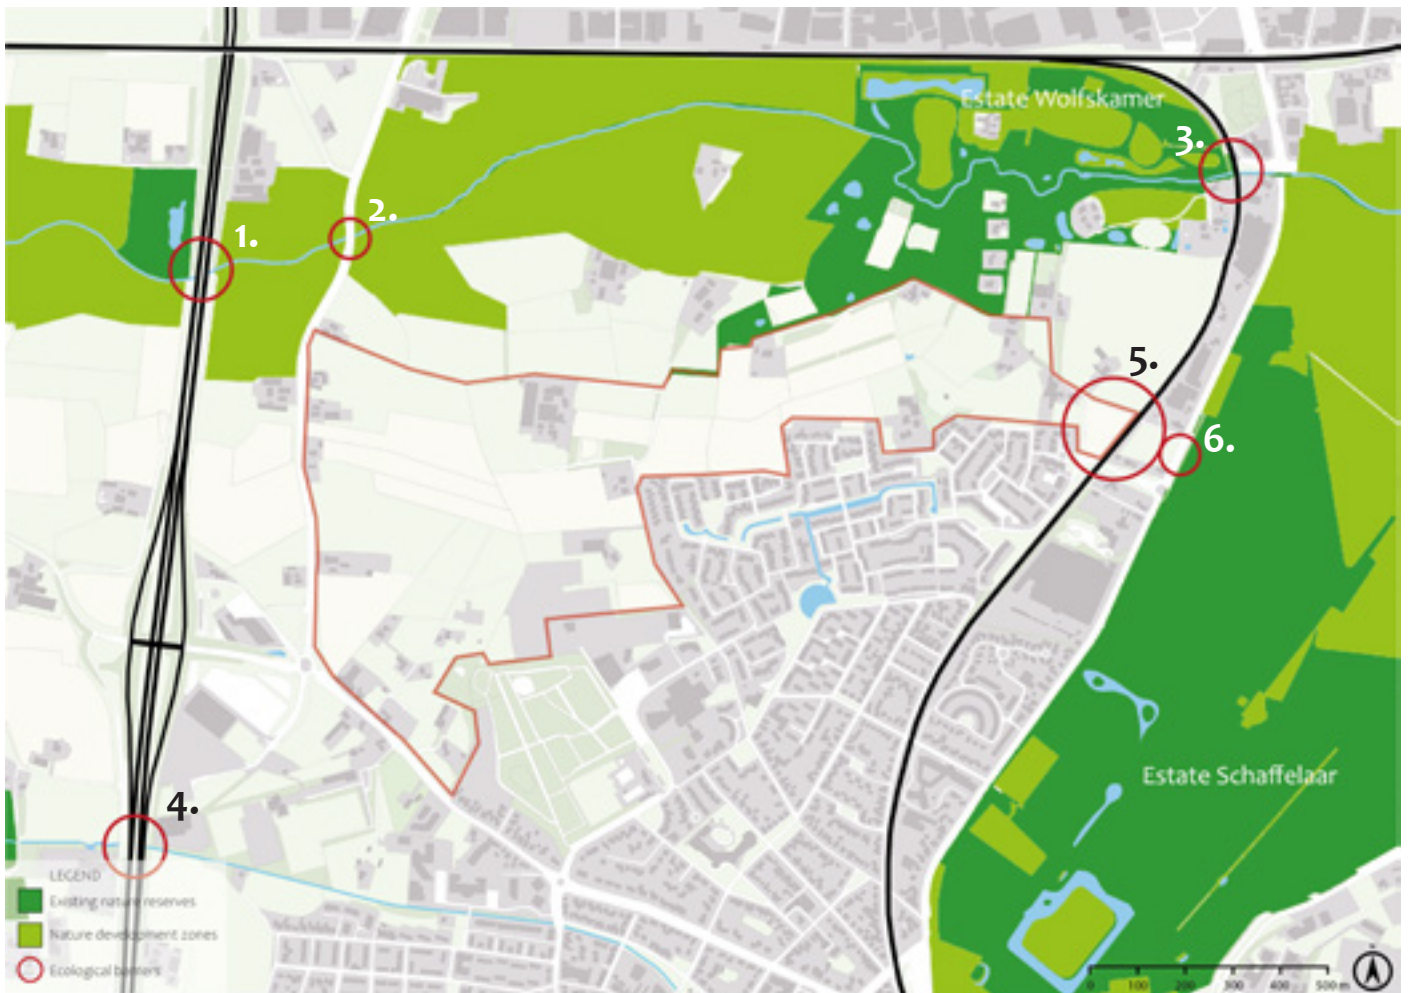 Estate Wolfskamer
3.
2.
1.
5.
6.
Estate Schaffelaar
4.
LEGEND
Existing nature reserves
Nature development zones
Ecological barriers
0 100 200 300 400 500 m